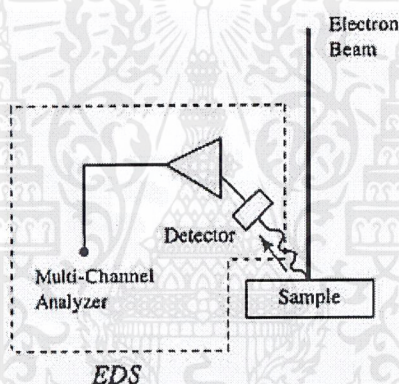 Electron
Beam
Detector
Multi-Channel
Analyzer
Sample
EDS